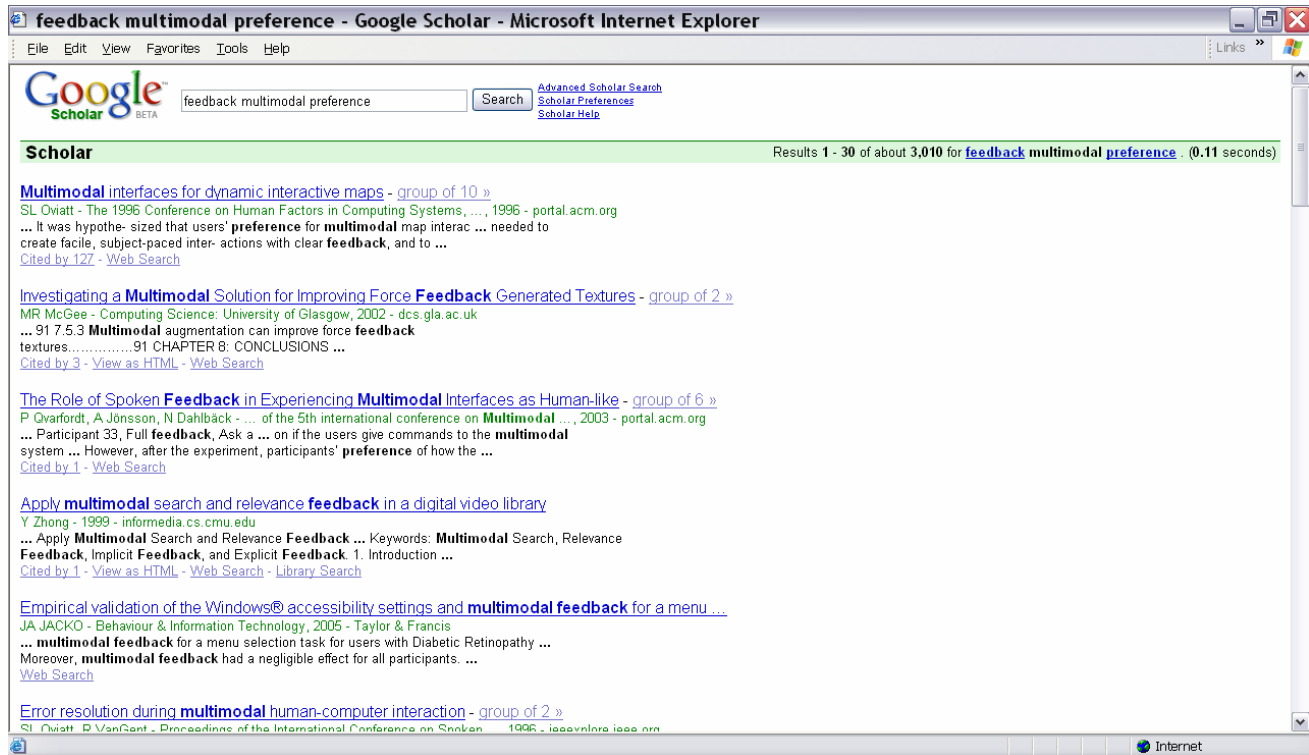 feedback multimodal preference - Google Scholar - Microsoft Internet Explorer
File Edit View Favorites Tools Help Links »
Google™
Scholar BETA
feedback multimodal preference Search
Advanced Scholar Search
Scholar Preferences
Scholar Help
Scholar Results 1 - 30 of about 3,010 for feedback multimodal preference . (0.11 seconds)
Multimodal interfaces for dynamic interactive maps - group of 10 »
SL Oviatt - The 1996 Conference on Human Factors in Computing Systems, ..., 1996 - portal.acm.org
... It was hypothe- sized that users' preference for multimodal map interac ... needed to
create facile, subject-paced inter- actions with clear feedback, and to ...
Cited by 127 - Web Search
Investigating a Multimodal Solution for Improving Force Feedback Generated Textures - group of 2 »
MR McGee - Computing Science: University of Glasgow, 2002 - dcs.gla.ac.uk
... 91 7.5.3 Multimodal augmentation can improve force feedback
textures……………91 CHAPTER 8: CONCLUSIONS ...
Cited by 3 - View as HTML - Web Search
The Role of Spoken Feedback in Experiencing Multimodal Interfaces as Human-like - group of 6 »
P Qvarfordt, A Jönsson, N Dahlbäck - ... of the 5th international conference on Multimodal ..., 2003 - portal.acm.org
... Participant 33, Full feedback, Ask a ... on if the users give commands to the multimodal
system ... However, after the experiment, participants' preference of how the ...
Cited by 1 - Web Search
Apply multimodal search and relevance feedback in a digital video library
Y Zhong - 1999 - informedia.cs.cmu.edu
... Apply Multimodal Search and Relevance Feedback ... Keywords: Multimodal Search, Relevance
Feedback, Implicit Feedback, and Explicit Feedback. 1. Introduction ...
Cited by 1 - View as HTML - Web Search - Library Search
Empirical validation of the Windows® accessibility settings and multimodal feedback for a menu ...
JA JACKO - Behaviour & Information Technology, 2005 - Taylor & Francis
... multimodal feedback for a menu selection task for users with Diabetic Retinopathy ...
Moreover, multimodal feedback had a negligible effect for all participants. ...
Web Search
Error resolution during multimodal human-computer interaction - group of 2 »
SL Oviatt, R VanGent - Proceedings of the International Conference on Spoken ..., 1996 - ieeexplore.ieee.org
Internet